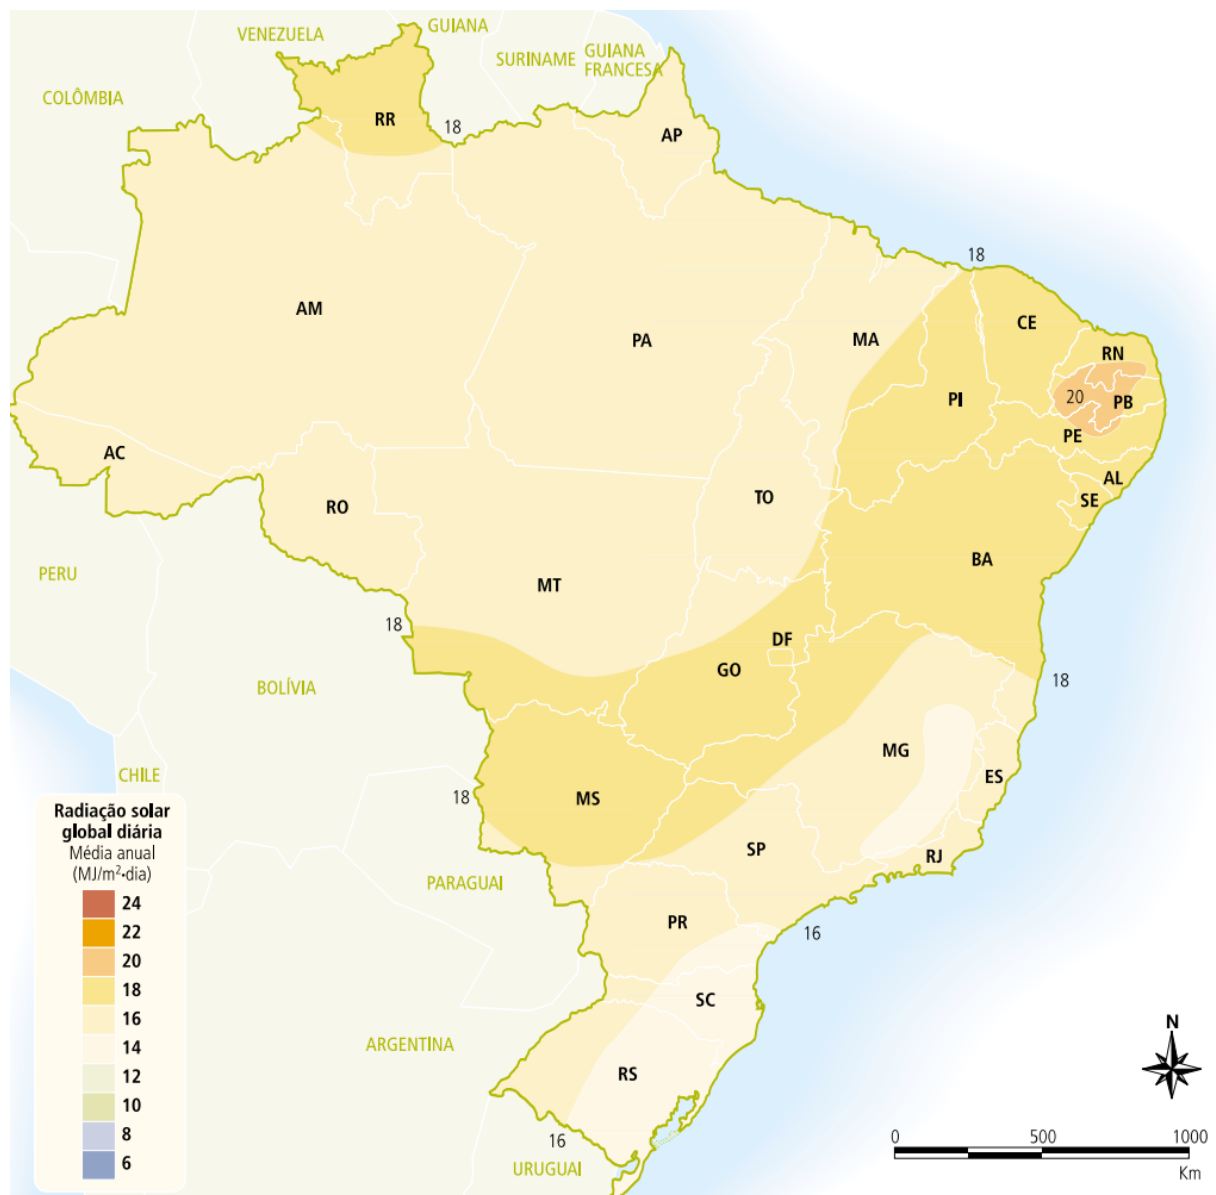 VENEZUELA
GUIANA
SURINAME
GUIANA
FRANCESA
COLÔMBIA
RR
18
AP
18
AM
PA
MA
CE
RN
20
PB
PI
PE
AC
AL
TO
SE
RO
BA
PERU
MT
18
DF
GO
BOLÍVIA
18
MG
CHILE
ES
18
MS
SP
RJ
PARAGUAI
PR
16
SC
ARGENTINA
RS
16
URUGUAI
Radiação solar
global diária
Média anual
(MJ/m²•dia)
24
22
20
18
16
14
12
10
8
6
N
0 500 1000
Km